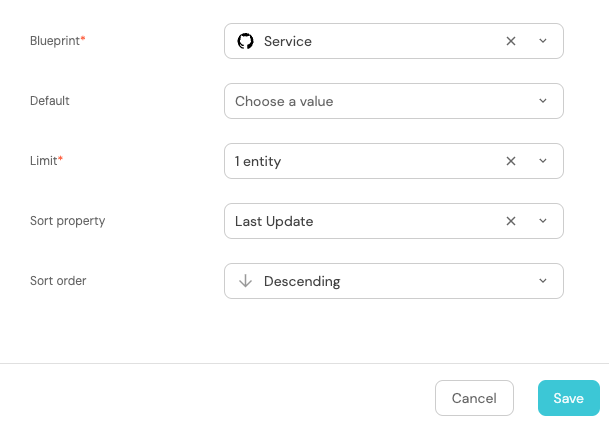 Blueprint*
Service
Default
Choose a value
Limit*
1 entity
Sort property
Last Update
Sort order
Descending
Cancel
Save